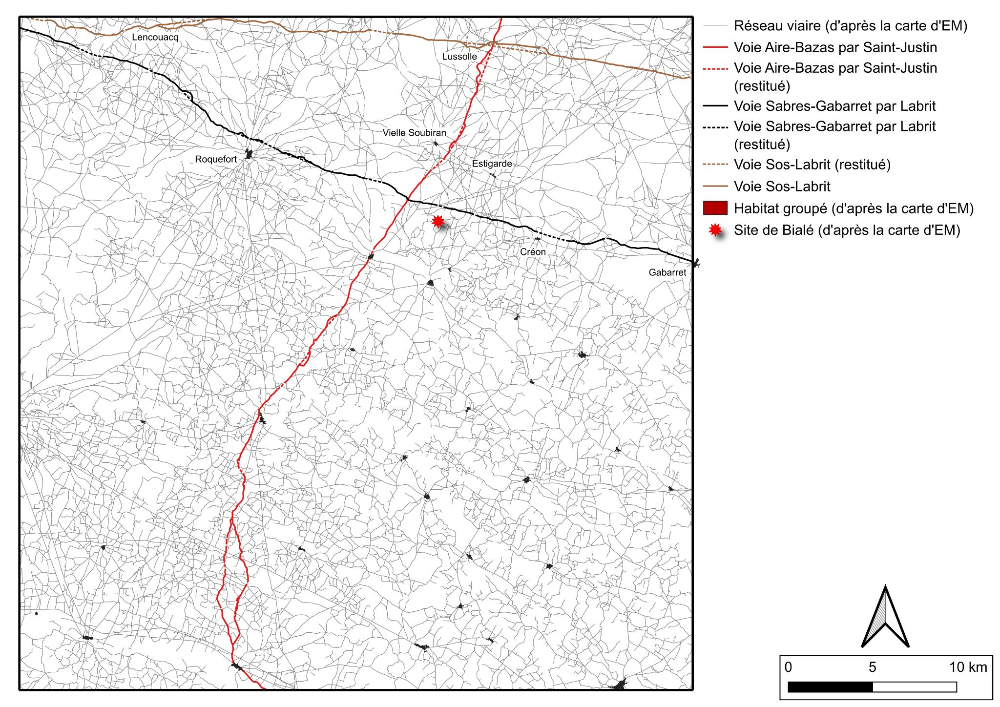 Lencouacq
Lussolle
Vielle Soubiran
Roquefort
Estigarde
Créon
Gabarret
Réseau viaire (d'après la carte d'EM)
Voie Aire-Bazas par Saint-Justin
Voie Aire-Bazas par Saint-Justin
(restitué)
Voie Sabres-Gabarret par Labrit
Voie Sabres-Gabarret par Labrit
(restitué)
Voie Sos-Labrit (restitué)
Voie Sos-Labrit
Habitat groupé (d'après la carte d'EM)
Site de Bialé (d'après la carte d'EM)
0 5 10 km